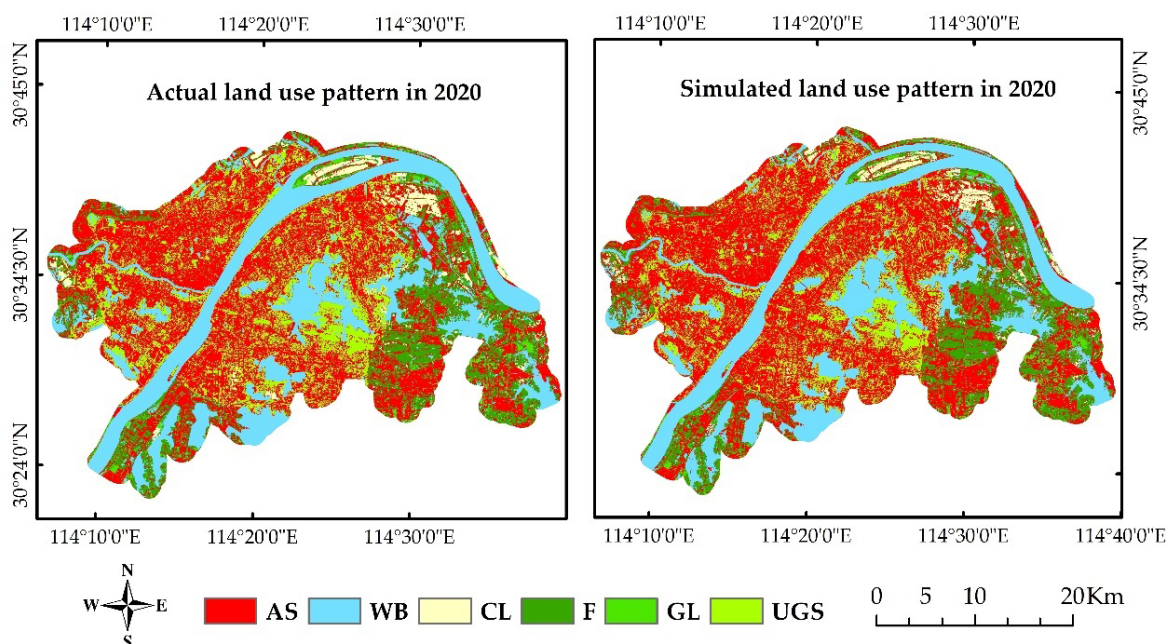 114°10'0"E 114°20'0"E 114°30'0"E
114°10'0"E 114°20'0"E 114°30'0"E
Actual land use pattern in 2020
Simulated land use pattern in 2020
30°45'0"N
30°34'30"N
30°24'0"N
30°45'0"N
30°34'30"N
30°24'0"N
114°10'0"E 114°20'0"E 114°30'0"E
114°10'0"E 114°20'0"E 114°30'0"E 114°40'0"E
N
W E
S
AS WB CL F GL UGS
0 5 10 20Km